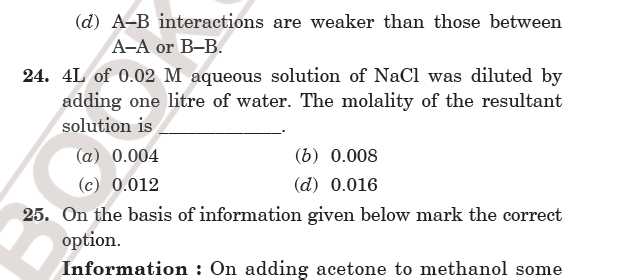 (d) A–B interactions are weaker than those between
A–A or B–B.
24. 4L of 0.02 M aqueous solution of NaCl was diluted by
adding one litre of water. The molality of the resultant
solution is _____________.
(a) 0.004 (b) 0.008
(c) 0.012 (d) 0.016
25. On the basis of information given below mark the correct
option.
Information : On adding acetone to methanol some
BOOK